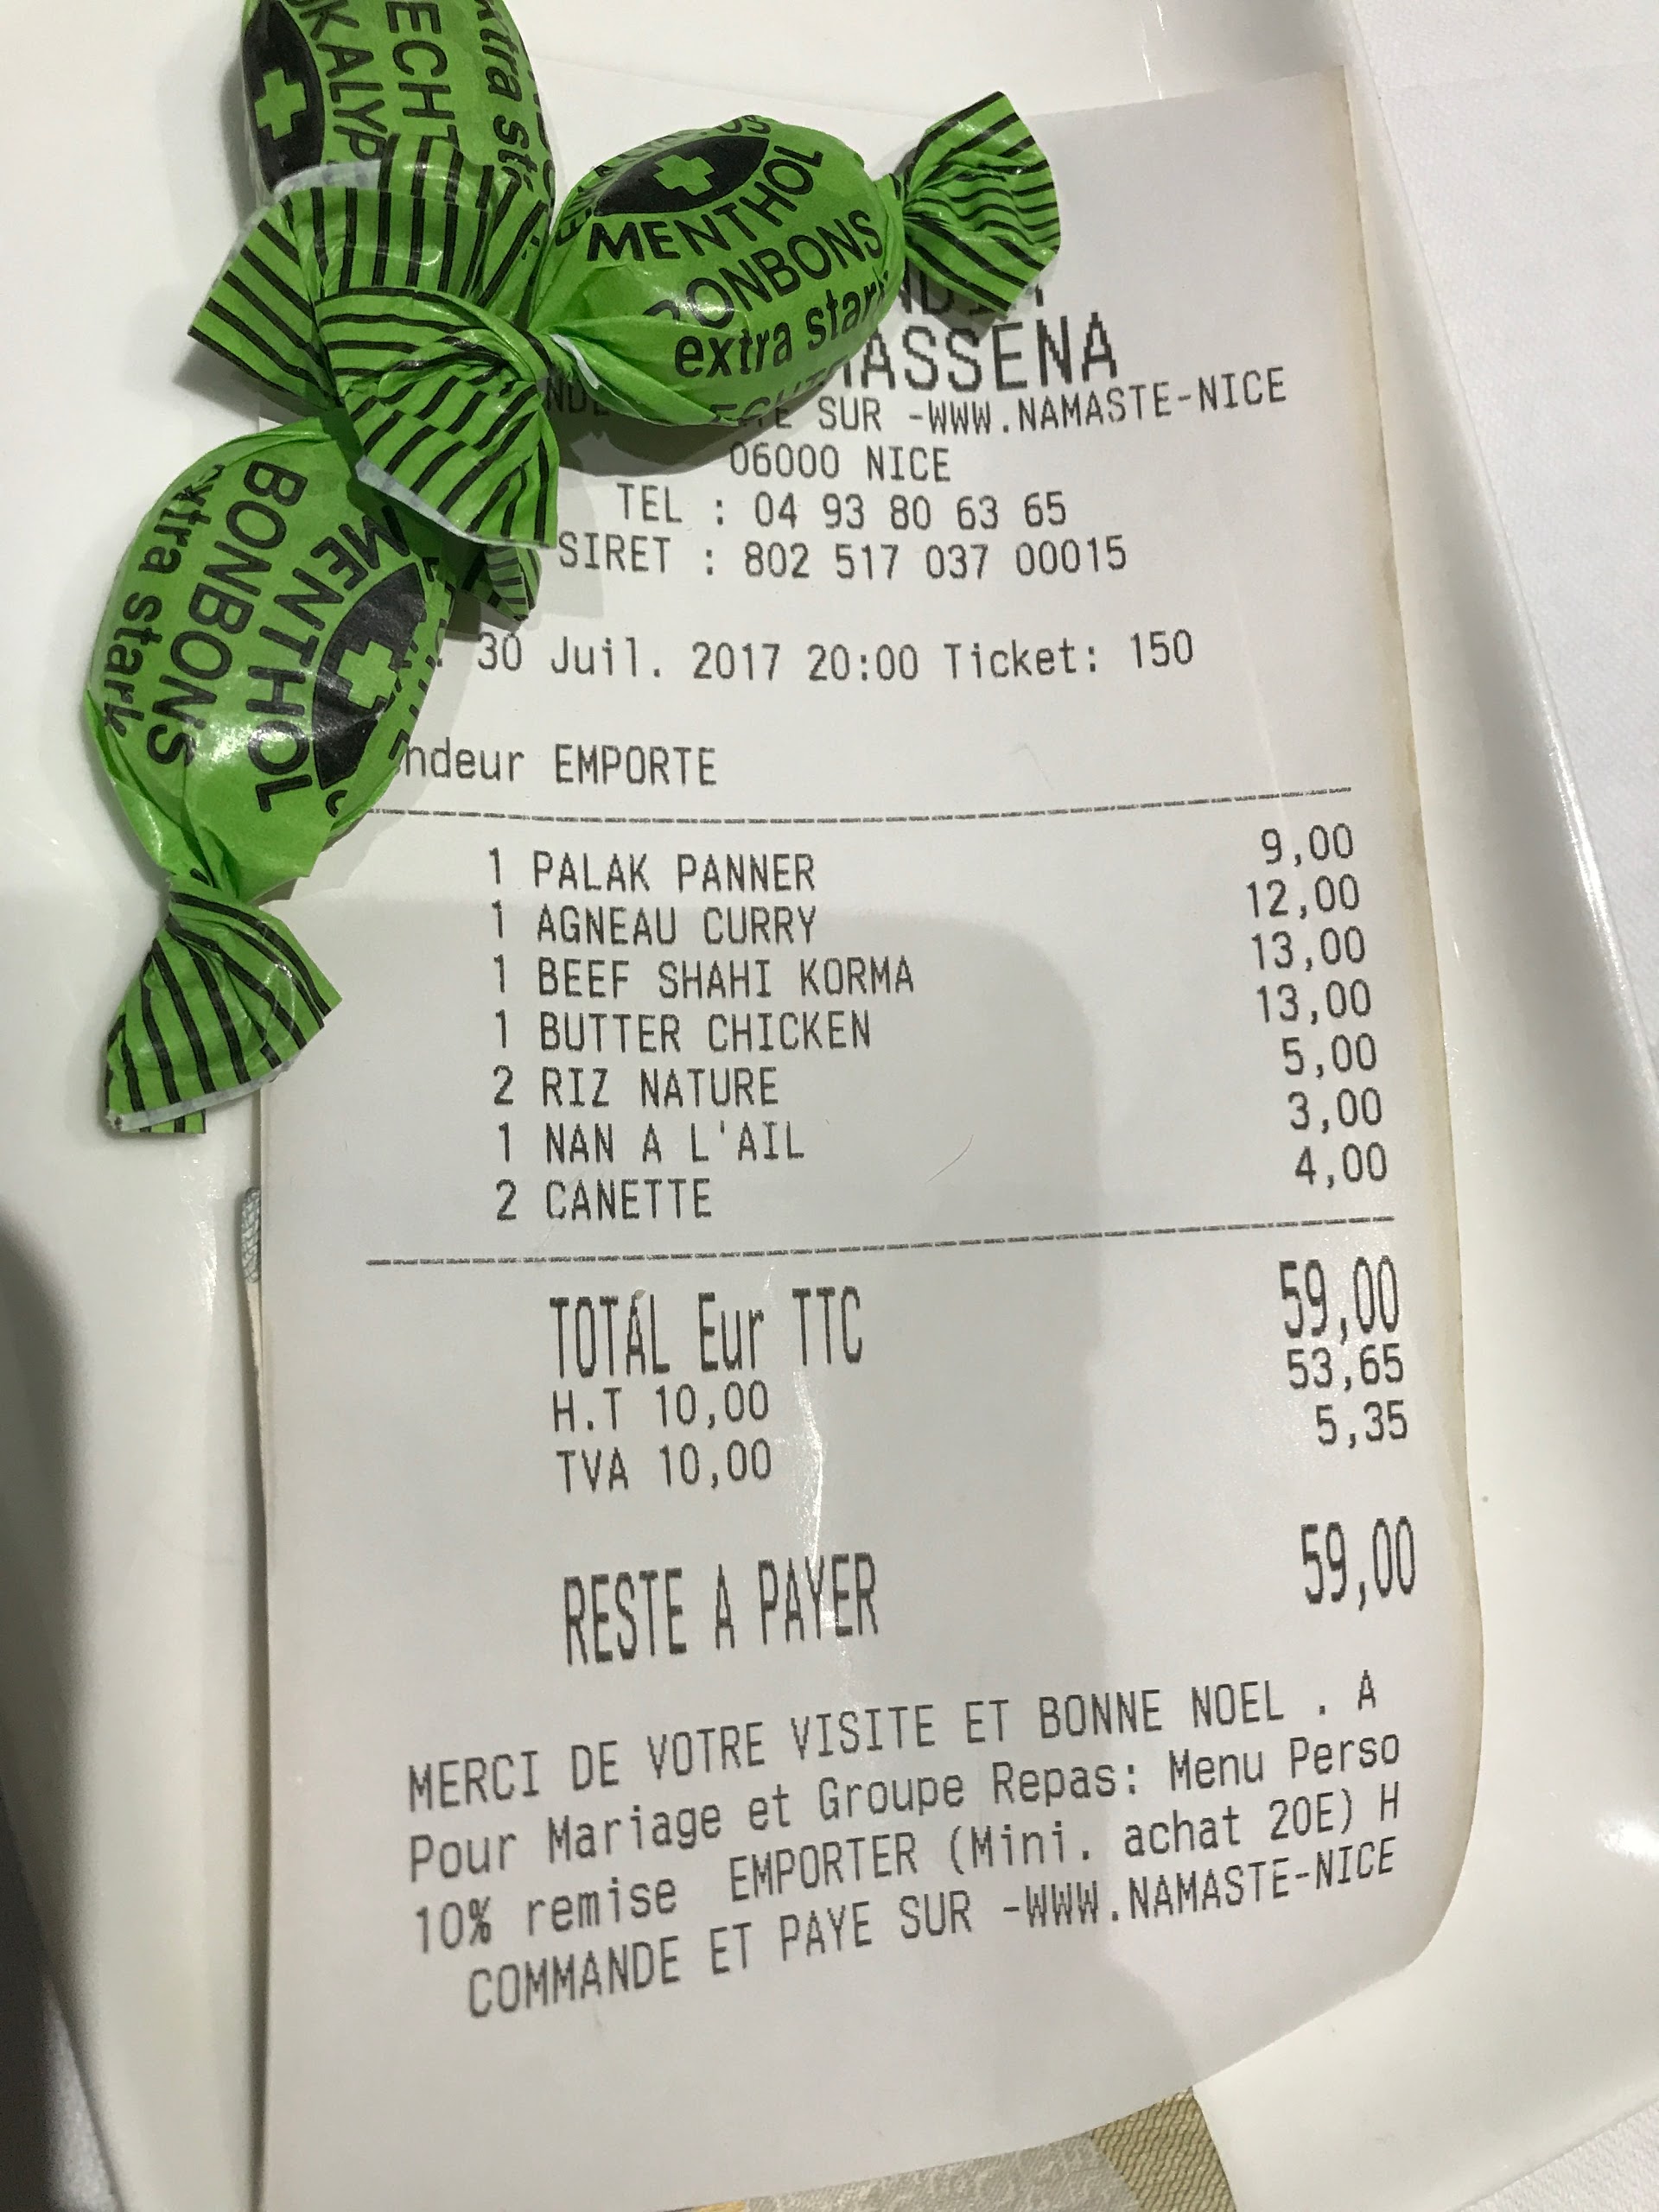 ECHT
extra
MENTHOL
BONBONS
extra stark
MENTHOL
BONBONS
extra stark
MASSENA
SUR -WWW.NAMASTE-NICE
06000 NICE
TEL : 04 93 80 63 65
SIRET : 802 517 037 00015
30 Juil. 2017 20:00 Ticket: 150
EMPORTE
1 PALAK PANNER 9,00
1 AGNEAU CURRY 12,00
1 BEEF SHAHI KORMA 13,00
1 BUTTER CHICKEN 13,00
2 RIZ NATURE 5,00
1 NAN A L'AIL 3,00
2 CANETTE 4,00
TOTAL Eur TTC 59,00
H.T 10,00 53,65
TVA 10,00 5,35
RESTE A PAYER 59,00
MERCI DE VOTRE VISITE ET BONNE NOEL . A
Pour Mariage et Groupe Repas: Menu Perso
10% remise EMPORTER (Mini. achat 20E) H
COMMANDE ET PAYE SUR -WWW.NAMASTE-NICE